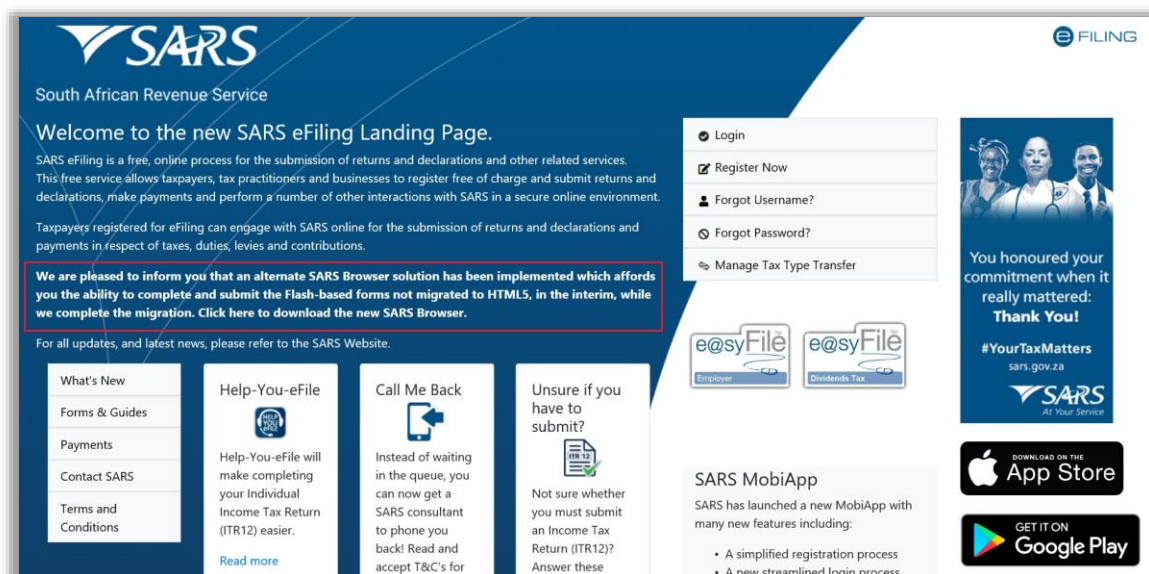 SARS
South African Revenue Service
e FILING
Welcome to the new SARS eFiling Landing Page.
SARS eFiling is a free, online process for the submission of returns and declarations and other related services.
This free service allows taxpayers, tax practitioners and businesses to register free of charge and submit returns and
declarations, make payments and perform a number of other interactions with SARS in a secure online environment.
Taxpayers registered for eFiling can engage with SARS online for the submission of returns and declarations and
payments in respect of taxes, duties, levies and contributions.
We are pleased to inform you that an alternate SARS Browser solution has been implemented which affords
you the ability to complete and submit the Flash-based forms not migrated to HTML5, in the interim, while
we complete the migration. Click here to download the new SARS Browser.
For all updates, and latest news, please refer to the SARS Website.
What's New
Forms & Guides
Payments
Contact SARS
Terms and
Conditions
Help-You-eFile
HELP
YOU
eFILE
Help-You-eFile will
make completing
your Individual
Income Tax Return
(ITR12) easier.
Read more
Call Me Back
Instead of waiting
in the queue, you
can now get a
SARS consultant
to phone you
back! Read and
accept T&C's for
Unsure if you
have to
submit?
ITR 12
Not sure whether
you must submit
an Income Tax
Return (ITR12)?
Answer these
Login
Register Now
Forgot Username?
Forgot Password?
Manage Tax Type Transfer
e@syFile
Employer
e@syFile
Dividends Tax
SARS MobiApp
SARS has launched a new MobiApp with
many new features including:
• A simplified registration process
• A new streamlined login process
You honoured your
commitment when it
really mattered:
Thank You!
#YourTaxMatters
sars.gov.za
SARS
At Your Service
DOWNLOAD ON THE
App Store
GET IT ON
Google Play